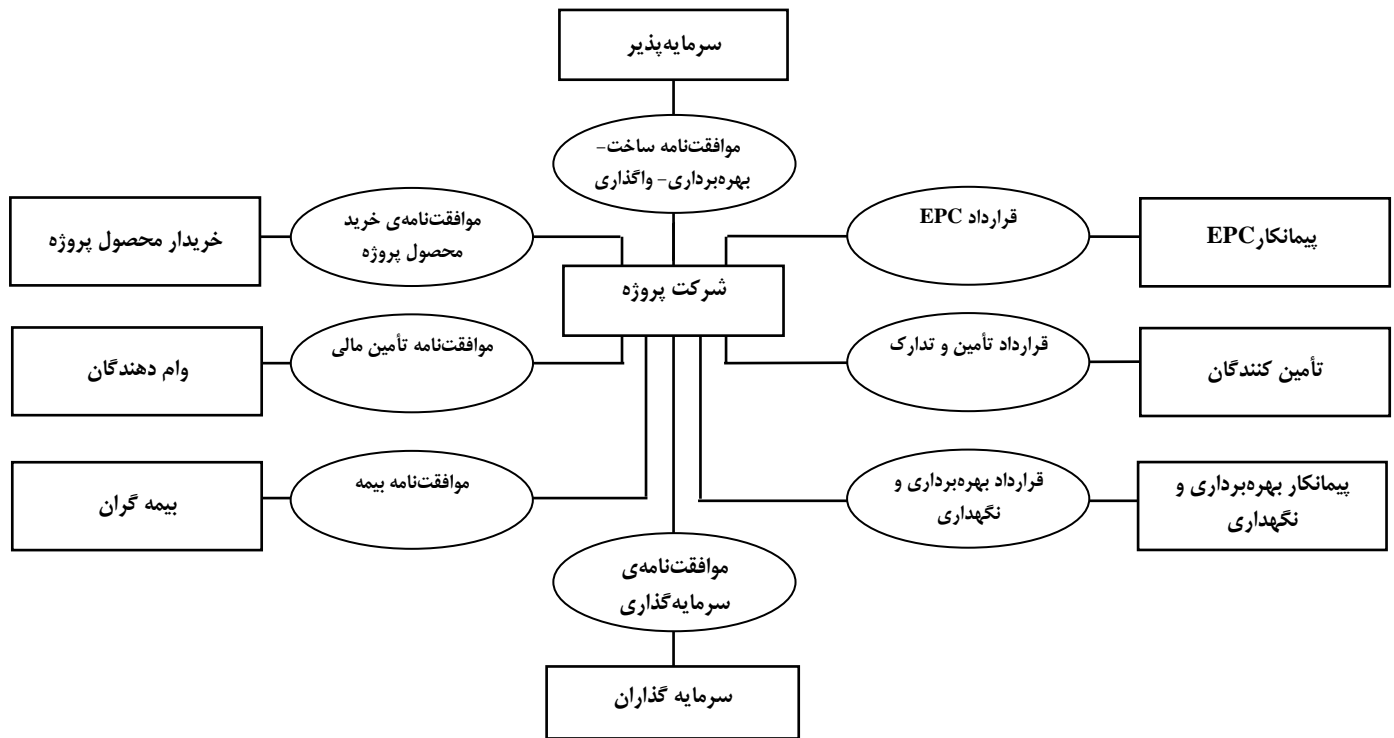 سرمایه‌پذیر
موافقت‌نامه ساخت-
بهره‌برداری- واگذاری
قرارداد EPC
پیمانکار EPC
موافقت‌نامه‌ی خرید
محصول پروژه
خریدار محصول پروژه
شرکت پروژه
قرارداد تأمین و تدارک
تأمین کنندگان
موافقت‌نامه تأمین مالی
وام دهندگان
قرارداد بهره‌برداری و
نگهداری
پیمانکار بهره‌برداری و
نگهداری
موافقت‌نامه بیمه
بیمه گران
موافقت‌نامه‌ی
سرمایه‌گذاری
سرمایه گذاران